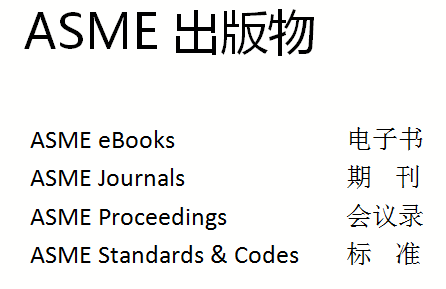 ASME 出版物
ASME eBooks 电子书
ASME Journals 期 刊
ASME Proceedings 会议录
ASME Standards & Codes 标 准